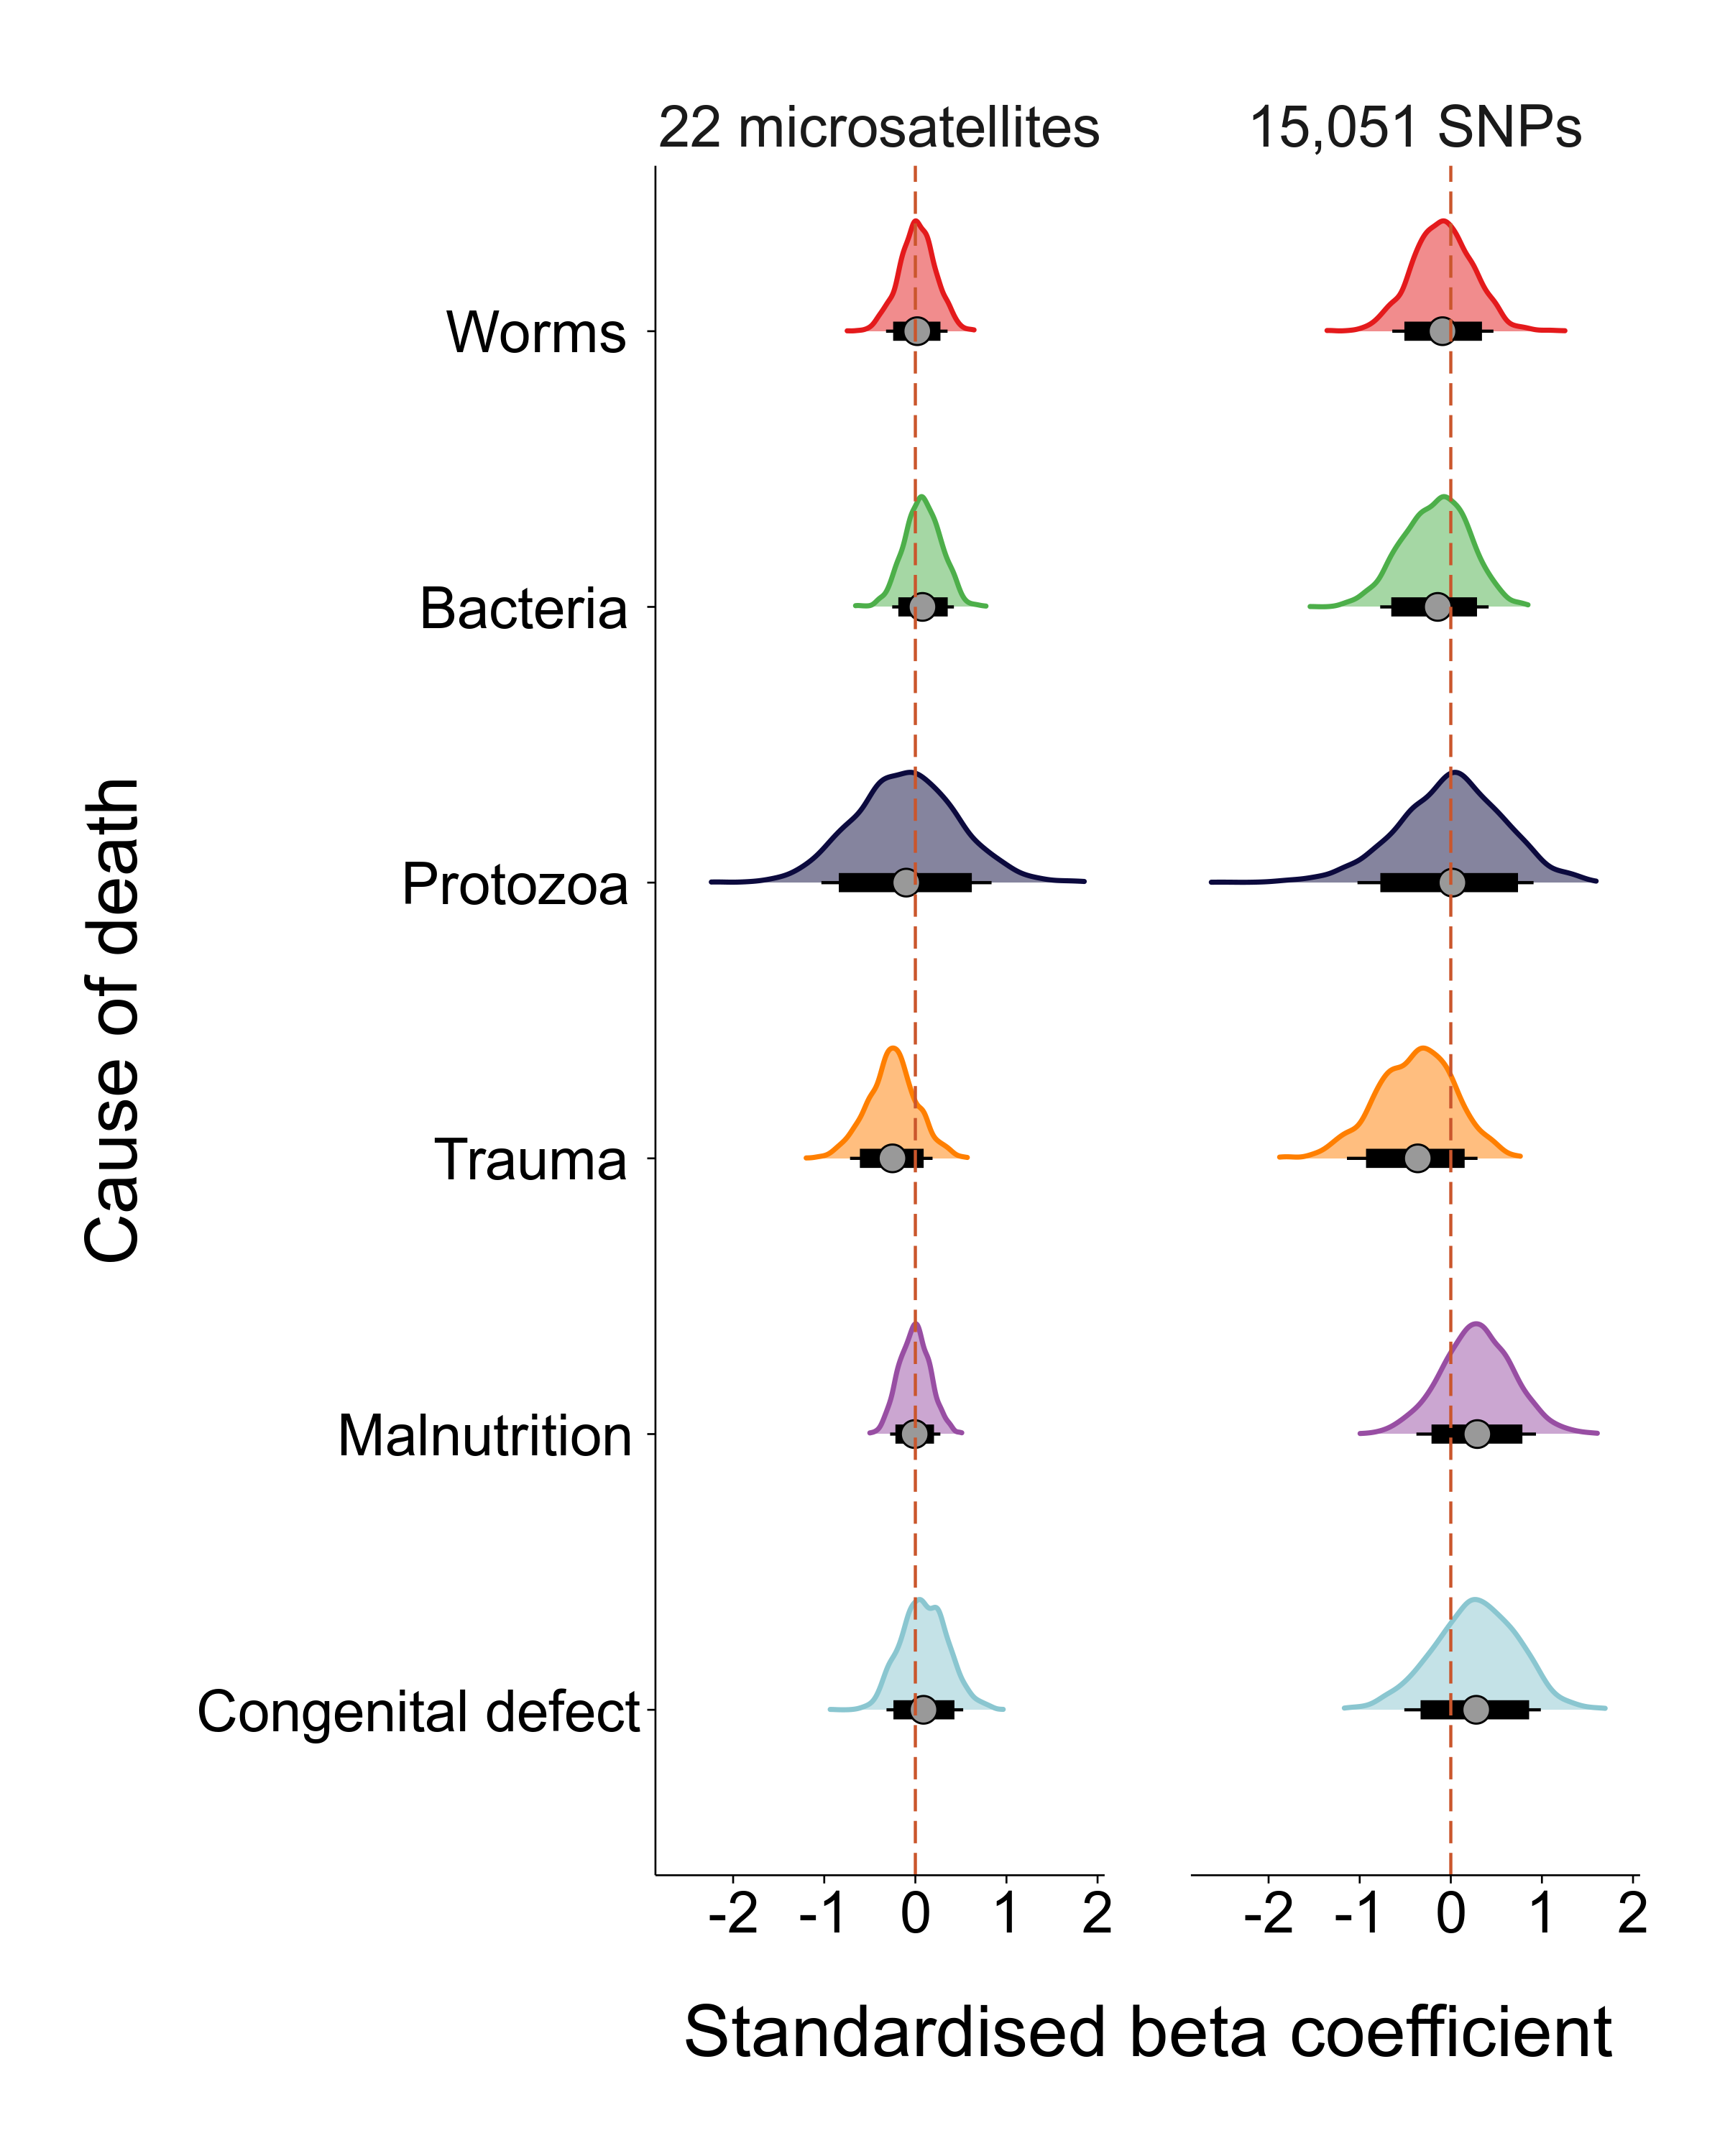 22 microsatellites
15,051 SNPs
Cause of death
Worms
Bacteria
Protozoa
Trauma
Malnutrition
Congenital defect
-2 -1 0 1 2
-2 -1 0 1 2
Standardised beta coefficient